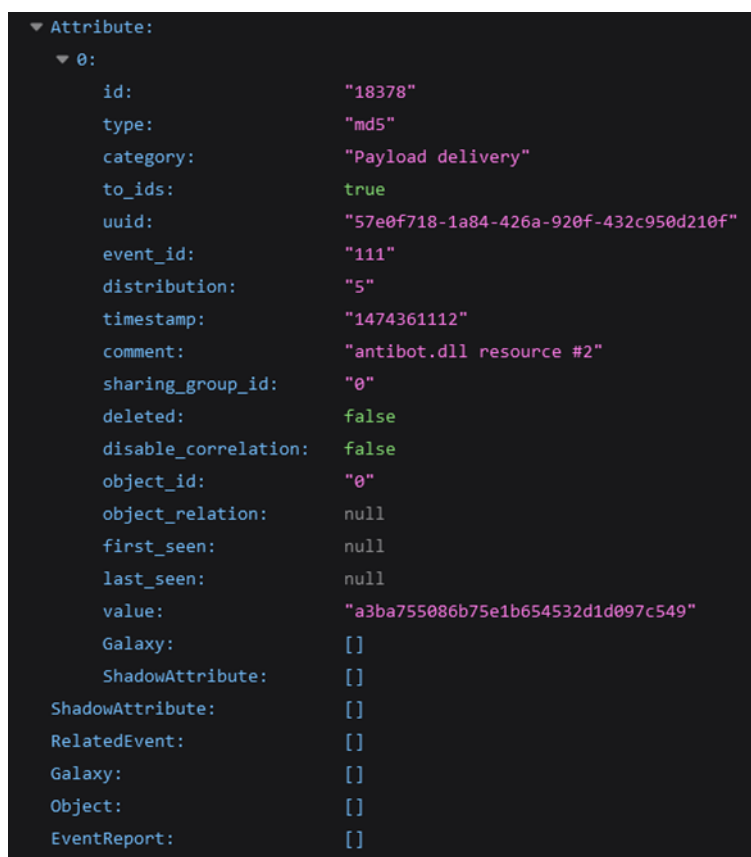 Attribute:
0:
id: "18378"
type: "md5"
category: "Payload delivery"
to_ids: true
uuid: "57e0f718-1a84-426a-920f-432c950d210f"
event_id: "111"
distribution: "5"
timestamp: "1474361112"
comment: "antibot.dll resource #2"
sharing_group_id: "0"
deleted: false
disable_correlation: false
object_id: "0"
object_relation: null
first_seen: null
last_seen: null
value: "a3ba755086b75e1b654532d1d097c549"
Galaxy: []
ShadowAttribute: []
ShadowAttribute: []
RelatedEvent: []
Galaxy: []
Object: []
EventReport: []